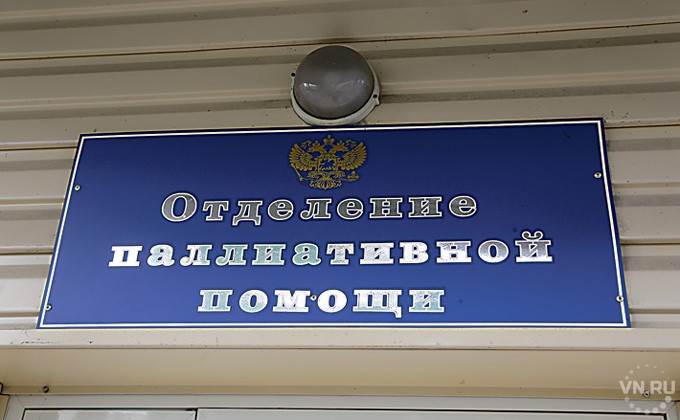 Отделение
паллиативной
помощи
VN.RU